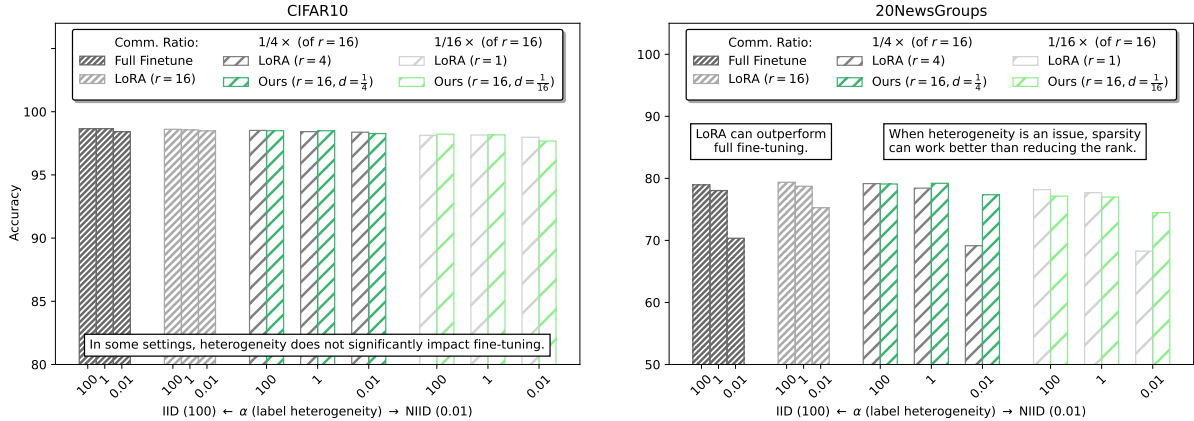 CIFAR10
Comm. Ratio:
1/4 × (of r = 16)
1/16 × (of r = 16)
Full Finetune
LoRA (r = 4)
LoRA (r = 1)
LoRA (r = 16)
Ours (r = 16, d = 1/4)
Ours (r = 16, d = 1/16)
Accuracy
100
95
90
85
80
In some settings, heterogeneity does not significantly impact fine-tuning.
100 1 0.01 100 1 0.01 100 1 0.01 100 1 0.01
IID (100) ← α (label heterogeneity) → NIID (0.01)
20NewsGroups
Comm. Ratio:
1/4 × (of r = 16)
1/16 × (of r = 16)
Full Finetune
LoRA (r = 4)
LoRA (r = 1)
LoRA (r = 16)
Ours (r = 16, d = 1/4)
Ours (r = 16, d = 1/16)
100
90
80
70
60
50
LoRA can outperform
full fine-tuning.
When heterogeneity is an issue, sparsity
can work better than reducing the rank.
100 1 0.01 100 1 0.01 100 1 0.01 100 1 0.01
IID (100) ← α (label heterogeneity) → NIID (0.01)